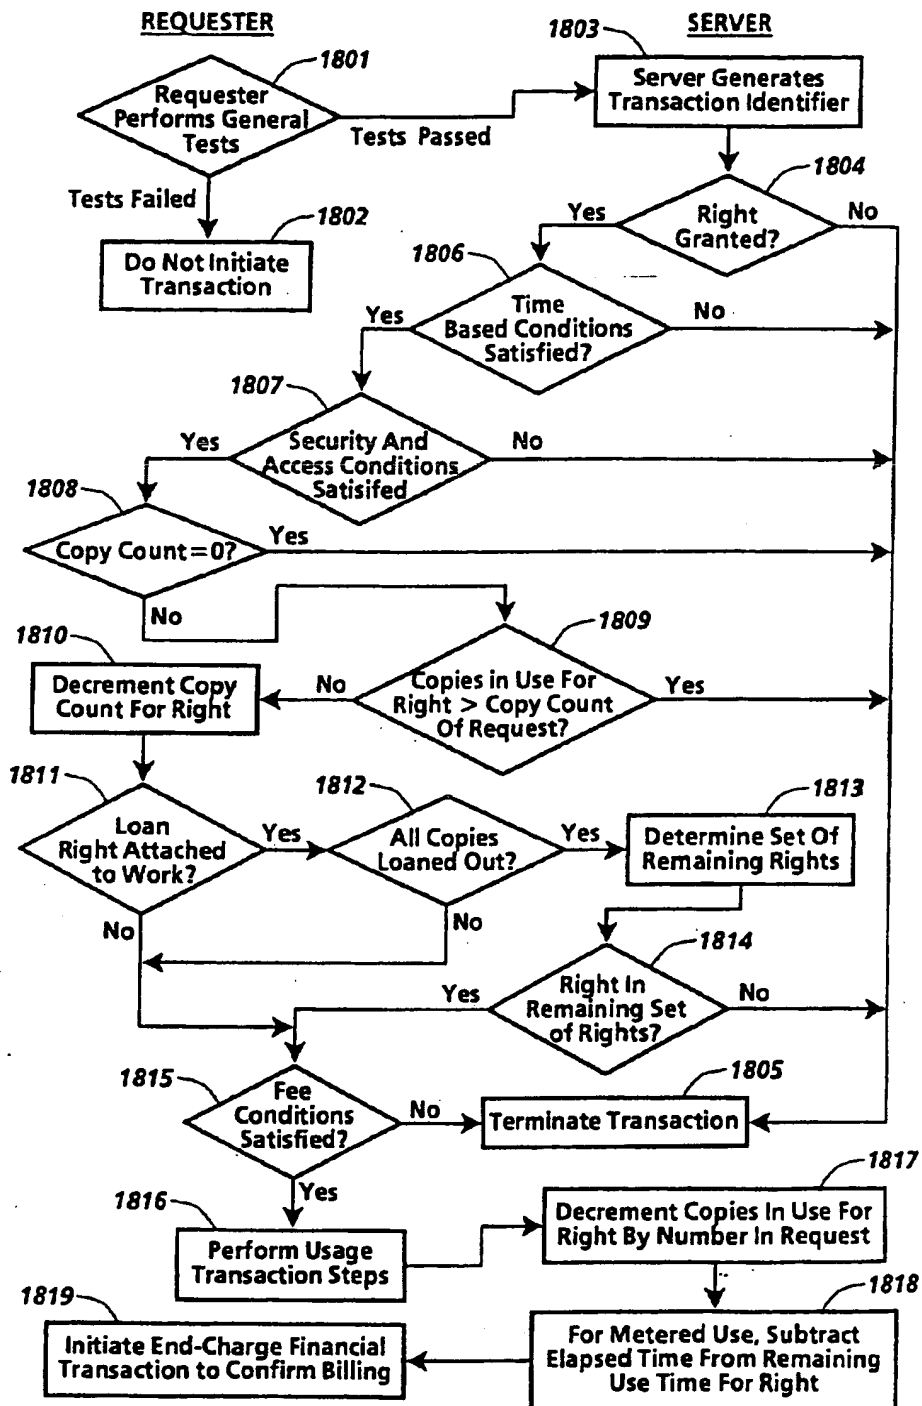 REQUESTER
SERVER
1801
1803
Requester
Performs General
Tests
Server Generates
Transaction Identifier
Tests Passed
Tests Failed
1802
1804
Do Not Initiate
Transaction
Yes
Right
Granted?
No
1806
Time
Based Conditions
Satisfied?
Yes
No
1807
Yes
Security And
Access Conditions
Satisifed
No
1808
Copy Count=0?
Yes
No
1809
1810
Decrement Copy
Count For Right
No
Copies in Use For
Right > Copy Count
Of Request?
Yes
1811
1812
1813
Loan
Right Attached
to Work?
Yes
All Copies
Loaned Out?
Yes
Determine Set Of
Remaining Rights
No
No
1814
Yes
Right In
Remaining Set
of Rights?
No
1815
1805
Fee
Conditions
Satisfied?
No
Terminate Transaction
Yes
1816
1817
Perform Usage
Transaction Steps
Decrement Copies In Use For
Right By Number In Request
1819
1818
Initiate End-Charge Financial
Transaction to Confirm Billing
For Metered Use, Subtract
Elapsed Time From Remaining
Use Time For Right